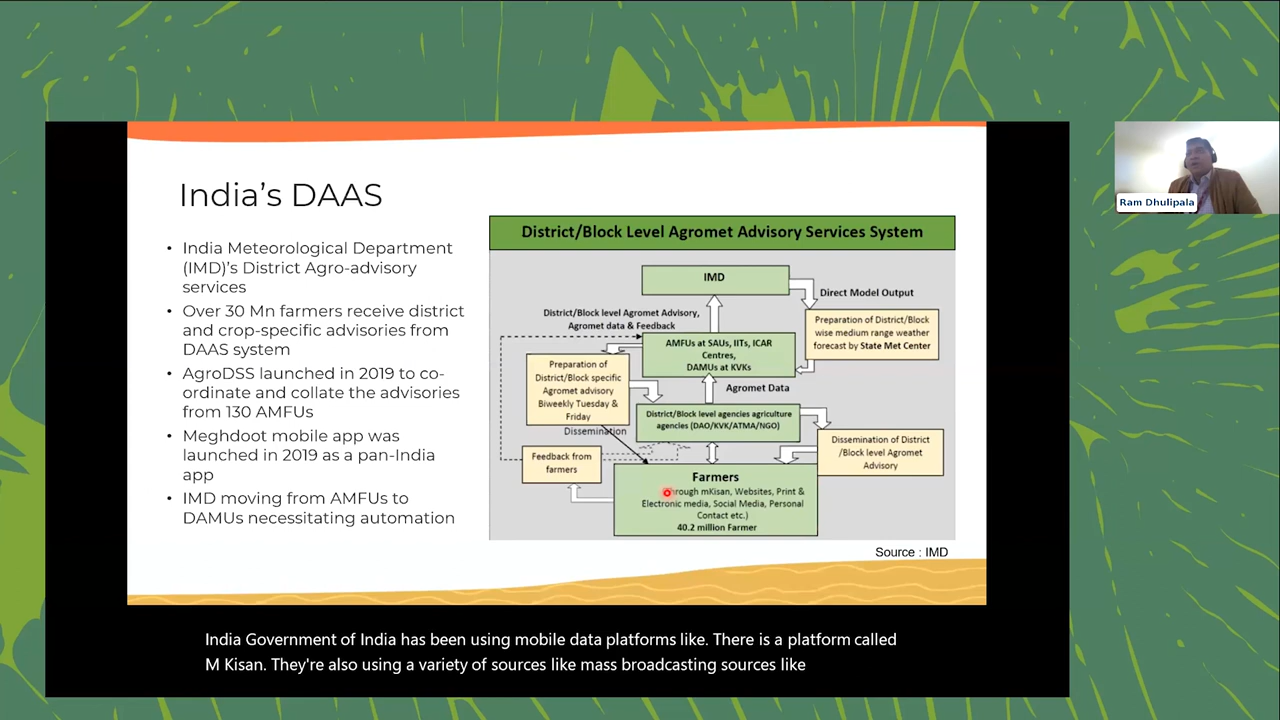 India's DAAS
• India Meteorological Department
(IMD)'s District Agro-advisory
services
• Over 30 Mn farmers receive district
and crop-specific advisories from
DAAS system
• AgroDSS launched in 2019 to co-
ordinate and collate the advisories
from 130 AMFUs
• Meghdoot mobile app was
launched in 2019 as a pan-India
app
• IMD moving from AMFUs to
DAMUs necessitating automation
District/Block Level Agromet Advisory Services System
IMD
Direct Model Output
District/Block level Agromet Advisory,
Agromet data & Feedback
Preparation of District/Block
wise medium range weather
forecast by State Met Center
AMFUs at SAUs, IITs, ICAR
Centres,
DAMUs at KVKs
Preparation of
District/Block specific
Agromet advisory
Biweekly Tuesday &
Friday
Agromet Data
District/Block level agencies agriculture
agencies (DAO/KVK/ATMA/NGO)
Dissemination
Dissemination of District
/Block level Agromet
Advisory
Feedback from
farmers
Farmers
through mKisan, Websites, Print &
Electronic media, Social Media, Personal
Contact etc.)
40.2 million Farmer
Source : IMD
Ram Dhulipala
India Government of India has been using mobile data platforms like. There is a platform called
M Kisan. They're also using a variety of sources like mass broadcasting sources like